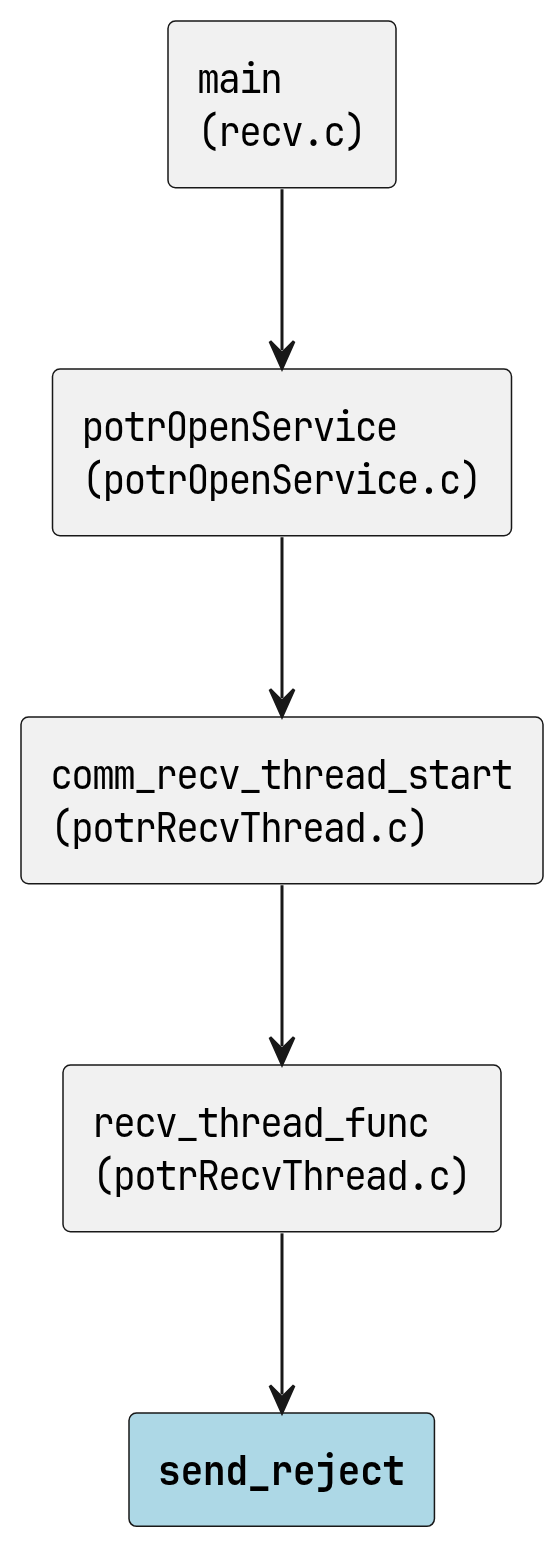 main
(recv.c)
potrOpenService
(potrOpenService.c)
comm_recv_thread_start
(potrRecvThread.c)
recv_thread_func
(potrRecvThread.c)
send_reject